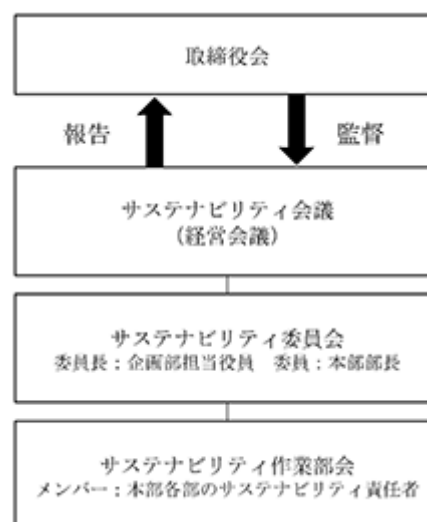 取締役会
報告
監督
サステナビリティ会議
(経営会議)
サステナビリティ委員会
委員長：企画部担当役員　委員：本部部長
サステナビリティ作業部会
メンバー：本部各部のサステナビリティ責任者